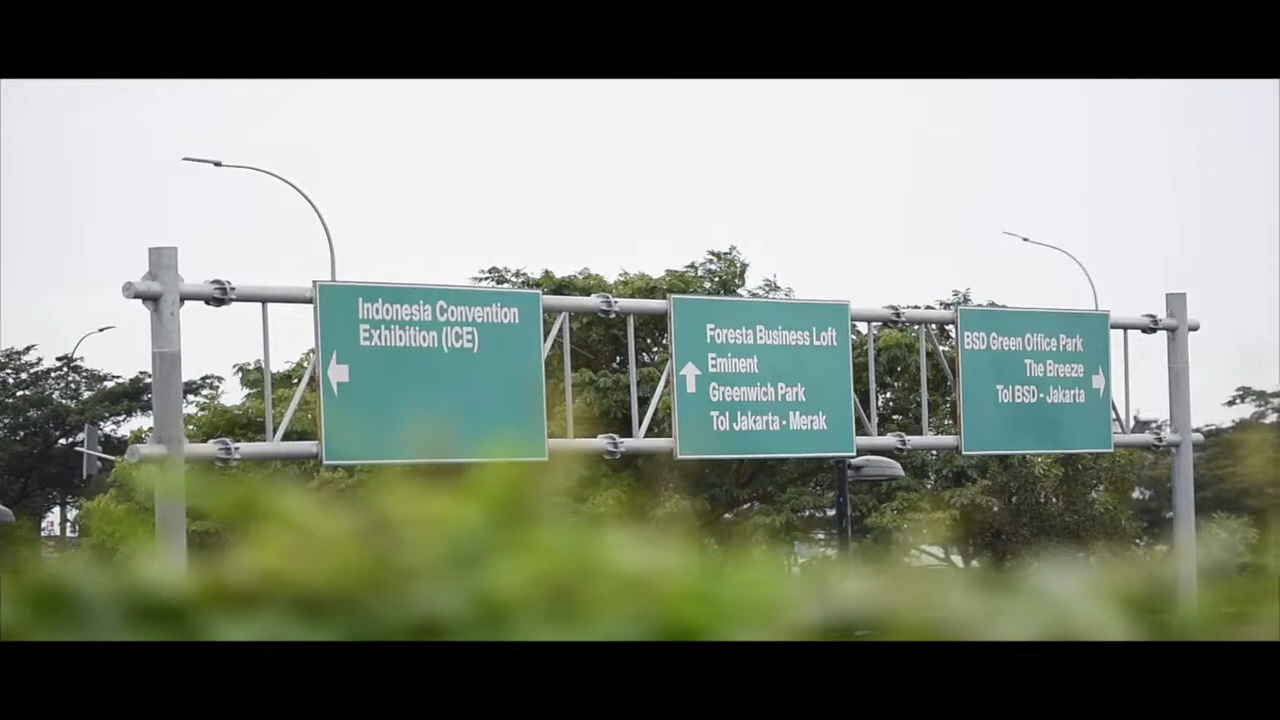 Indonesia Convention
Exhibition (ICE)
Foresta Business Loft
Eminent
Greenwich Park
Tol Jakarta - Merak
BSD Green Office Park
The Breeze
Tol BSD - Jakarta